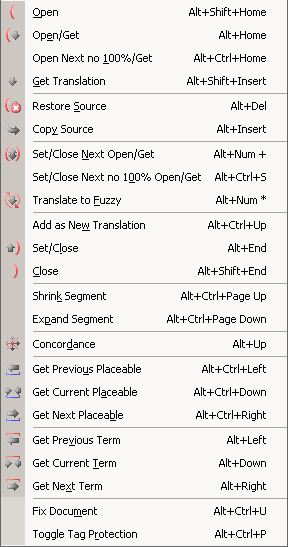 Open Alt+Shift+Home
Open/Get Alt+Home
Open Next no 100%/Get Alt+Ctrl+Home
Get Translation Alt+Shift+Insert
Restore Source Alt+Del
Copy Source Alt+Insert
Set/Close Next Open/Get Alt+Num +
Set/Close Next no 100% Open/Get Alt+Ctrl+S
Translate to Fuzzy Alt+Num *
Add as New Translation Alt+Ctrl+Up
Set/Close Alt+End
Close Alt+Shift+End
Shrink Segment Alt+Ctrl+Page Up
Expand Segment Alt+Ctrl+Page Down
Concordance Alt+Up
Get Previous Placeable Alt+Ctrl+Left
Get Current Placeable Alt+Ctrl+Down
Get Next Placeable Alt+Ctrl+Right
Get Previous Term Alt+Left
Get Current Term Alt+Down
Get Next Term Alt+Right
Fix Document Alt+Ctrl+U
Toggle Tag Protection Alt+Ctrl+P